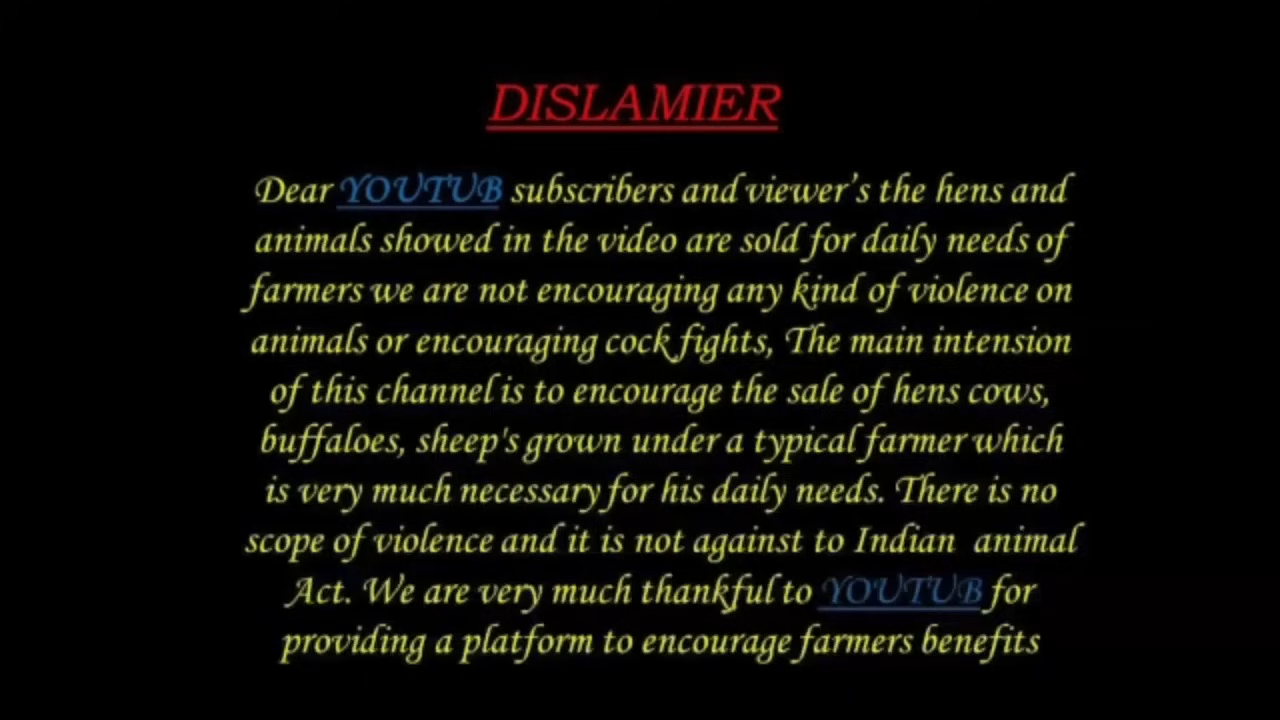 DISLAMIER
Dear YOUTUB subscribers and viewer's the hens and
animals showed in the video are sold for daily needs of
farmers we are not encouraging any kind of violence on
animals or encouraging cock fights, The main intension
of this channel is to encourage the sale of hens cows,
buffaloes, sheep's grown under a typical farmer which
is very much necessary for his daily needs. There is no
scope of violence and it is not against to Indian animal
Act. We are very much thankful to YOUTUB for
providing a platform to encourage farmers benefits